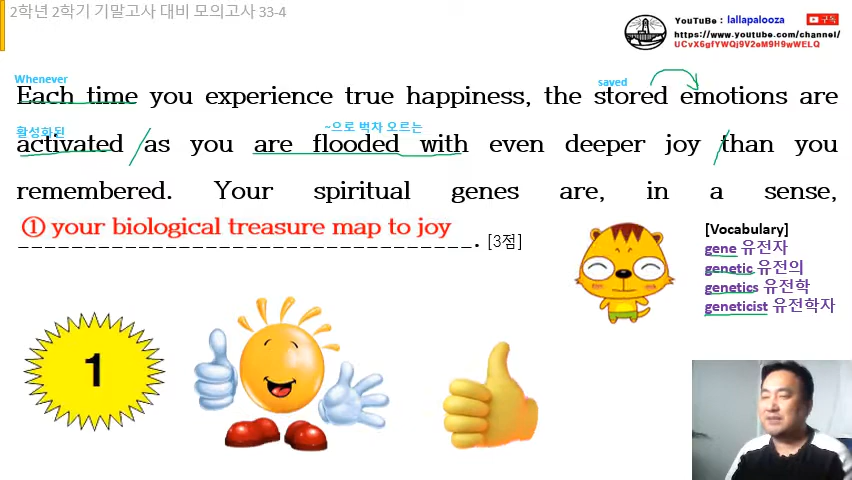 2학년 2학기 기말고사 대비 모의고사 33-4
YouTuBe : lallapalooza 구독
https://www.youtube.com/channel/
UCvX6gfYWQj9V2eM9H9wWELQ
Whenever
saved
Each time you experience true happiness, the stored emotions are
활성화된
~으로 벅차 오르는
activated as you are flooded with even deeper joy than you
remembered. Your spiritual genes are, in a sense,
① your biological treasure map to joy. [3점]
[Vocabulary]
gene 유전자
genetic 유전의
genetics 유전학
geneticist 유전학자
1